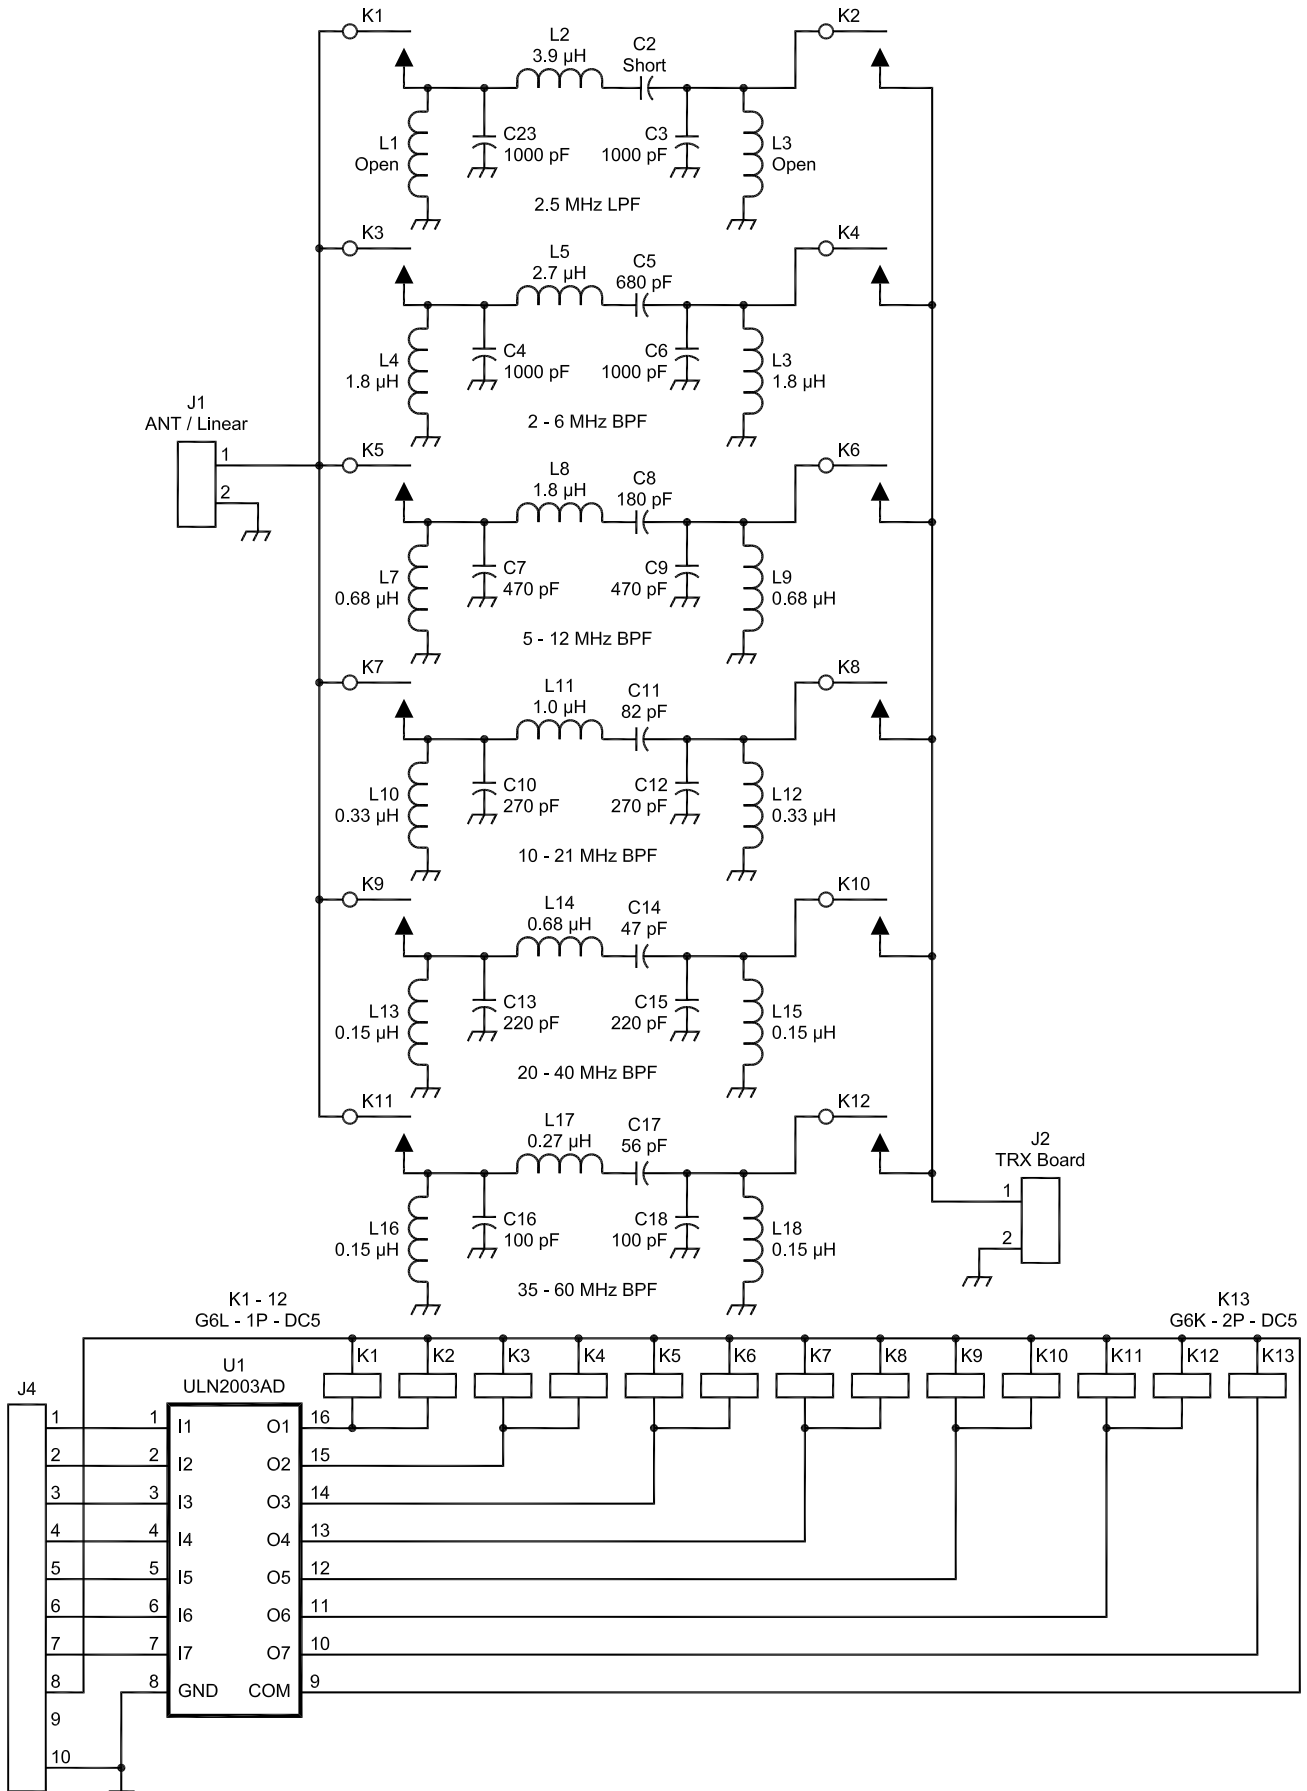 K1
K2
L2
3.9 µH
C2
Short
L1
Open
C23
1000 pF
C3
1000 pF
L3
Open
2.5 MHz LPF
K3
K4
L5
2.7 µH
C5
680 pF
L4
1.8 µH
C4
1000 pF
C6
1000 pF
L3
1.8 µH
2 - 6 MHz BPF
J1
ANT / Linear
1
2
K5
K6
L8
1.8 µH
C8
180 pF
L7
0.68 µH
C7
470 pF
C9
470 pF
L9
0.68 µH
5 - 12 MHz BPF
K7
K8
L11
1.0 µH
C11
82 pF
L10
0.33 µH
C10
270 pF
C12
270 pF
L12
0.33 µH
10 - 21 MHz BPF
K9
K10
L14
0.68 µH
C14
47 pF
L13
0.15 µH
C13
220 pF
C15
220 pF
L15
0.15 µH
20 - 40 MHz BPF
K11
K12
L17
0.27 µH
C17
56 pF
L16
0.15 µH
C16
100 pF
C18
100 pF
L18
0.15 µH
35 - 60 MHz BPF
J2
TRX Board
1
2
K1 - 12
G6L - 1P - DC5
K13
G6K - 2P - DC5
K1 K2 K3 K4 K5 K6 K7 K8 K9 K10 K11 K12 K13
J4
U1
ULN2003AD
1 1 I1 O1 16
2 2 I2 O2 15
3 3 I3 O3 14
4 4 I4 O4 13
5 5 I5 O5 12
6 6 I6 O6 11
7 7 I7 O7 10
8 8 GND COM 9
9
10